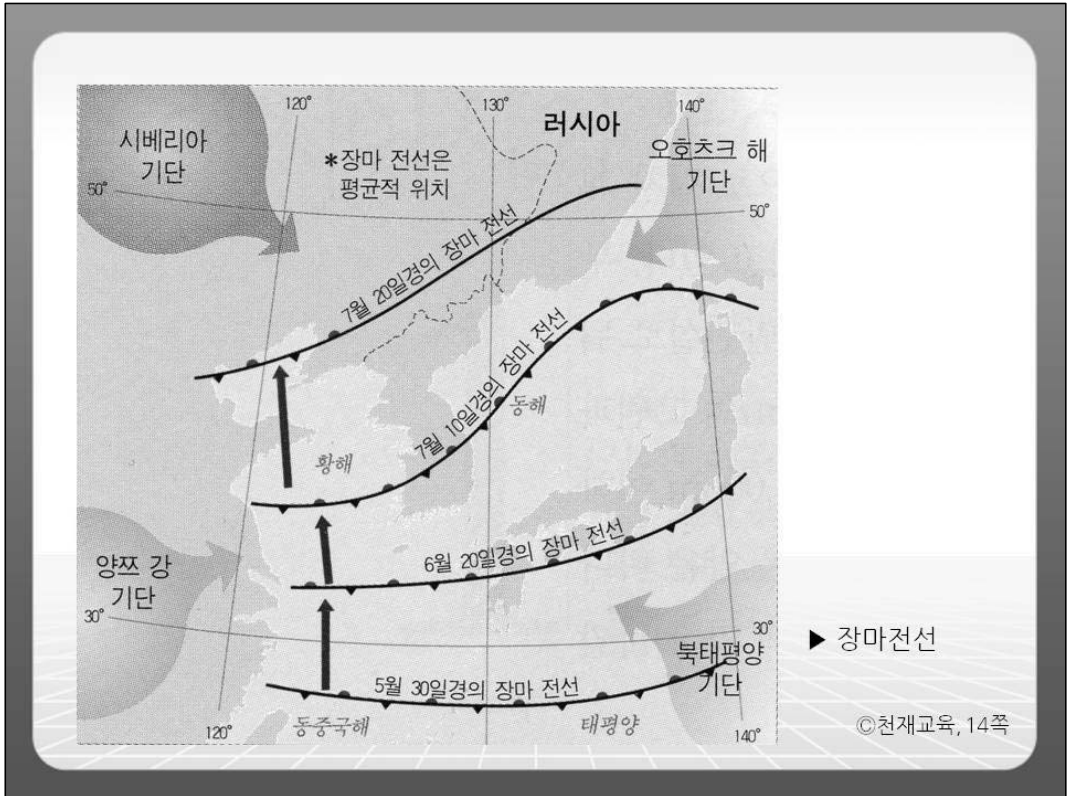 120°
130°
140°
러시아
시베리아
기단
*장마 전선은
평균적 위치
오호츠크 해
기단
50°
50°
7월 20일경의 장마 전선
7월 10일경의 장마 전선
동해
황해
6월 20일경의 장마 전선
양쯔 강
기단
30°
30°
북태평양
기단
5월 30일경의 장마 전선
동중국해
태평양
120°
140°
▶ 장마전선
©천재교육, 14쪽